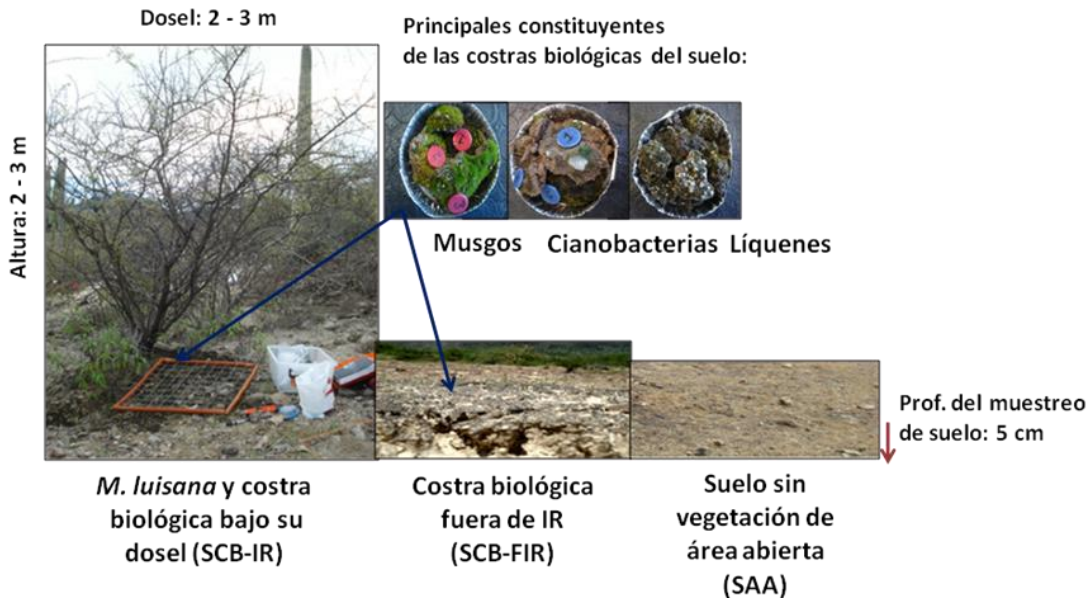 Dosel: 2 - 3 m
Principales constituyentes
de las costras biológicas del suelo:
Altura: 2 - 3 m
Musgos
Cianobacterias
Líquenes
Prof. del muestreo
de suelo: 5 cm
M. luisana y costra
biológica bajo su
dosel (SCB-IR)
Costra biológica
fuera de IR
(SCB-FIR)
Suelo sin
vegetación de
área abierta
(SAA)